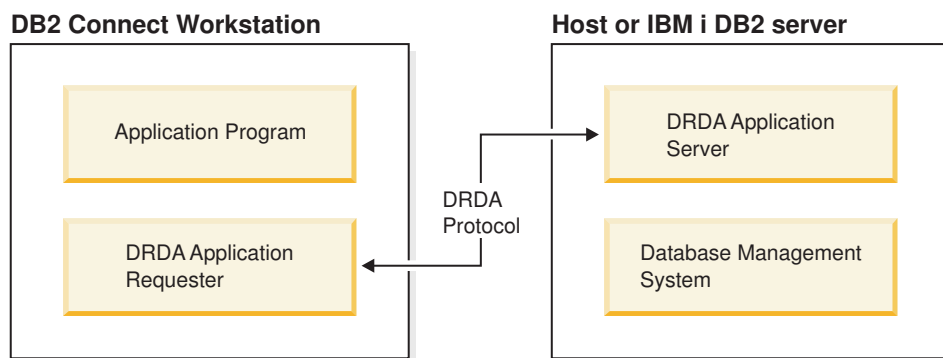 DB2 Connect Workstation
Application Program
DRDA Application
Requester
DRDA
Protocol
Host or IBM i DB2 server
DRDA Application
Server
Database Management
System